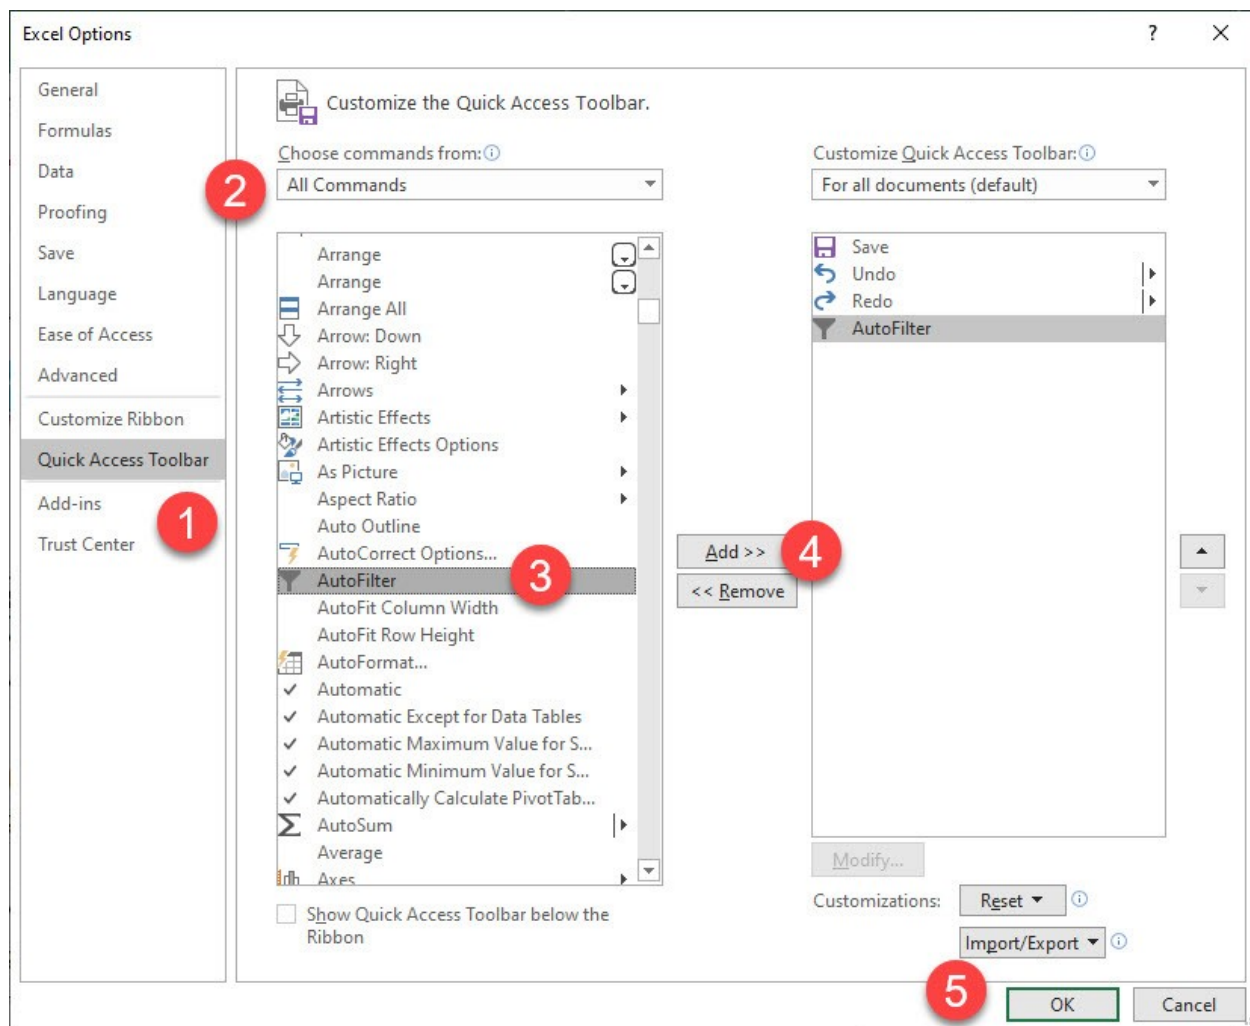 Excel Options
?
General
Formulas
Data
Proofing
Save
Language
Ease of Access
Advanced
Customize Ribbon
Quick Access Toolbar
Add-ins
Trust Center
1
Customize the Quick Access Toolbar.
Choose commands from:
2
All Commands
Arrange
Arrange
Arrange All
Arrow: Down
Arrow: Right
Arrows
Artistic Effects
Artistic Effects Options
As Picture
Aspect Ratio
Auto Outline
AutoCorrect Options...
AutoFilter
3
AutoFit Column Width
AutoFit Row Height
AutoFormat...
Automatic
Automatic Except for Data Tables
Automatic Maximum Value for S...
Automatic Minimum Value for S...
Automatically Calculate PivotTab...
AutoSum
Average
Axes
Show Quick Access Toolbar below the
Ribbon
Add >>
4
<< Remove
Customize Quick Access Toolbar:
For all documents (default)
Save
Undo
Redo
AutoFilter
Modify...
Customizations:
Reset
Import/Export
5
OK
Cancel